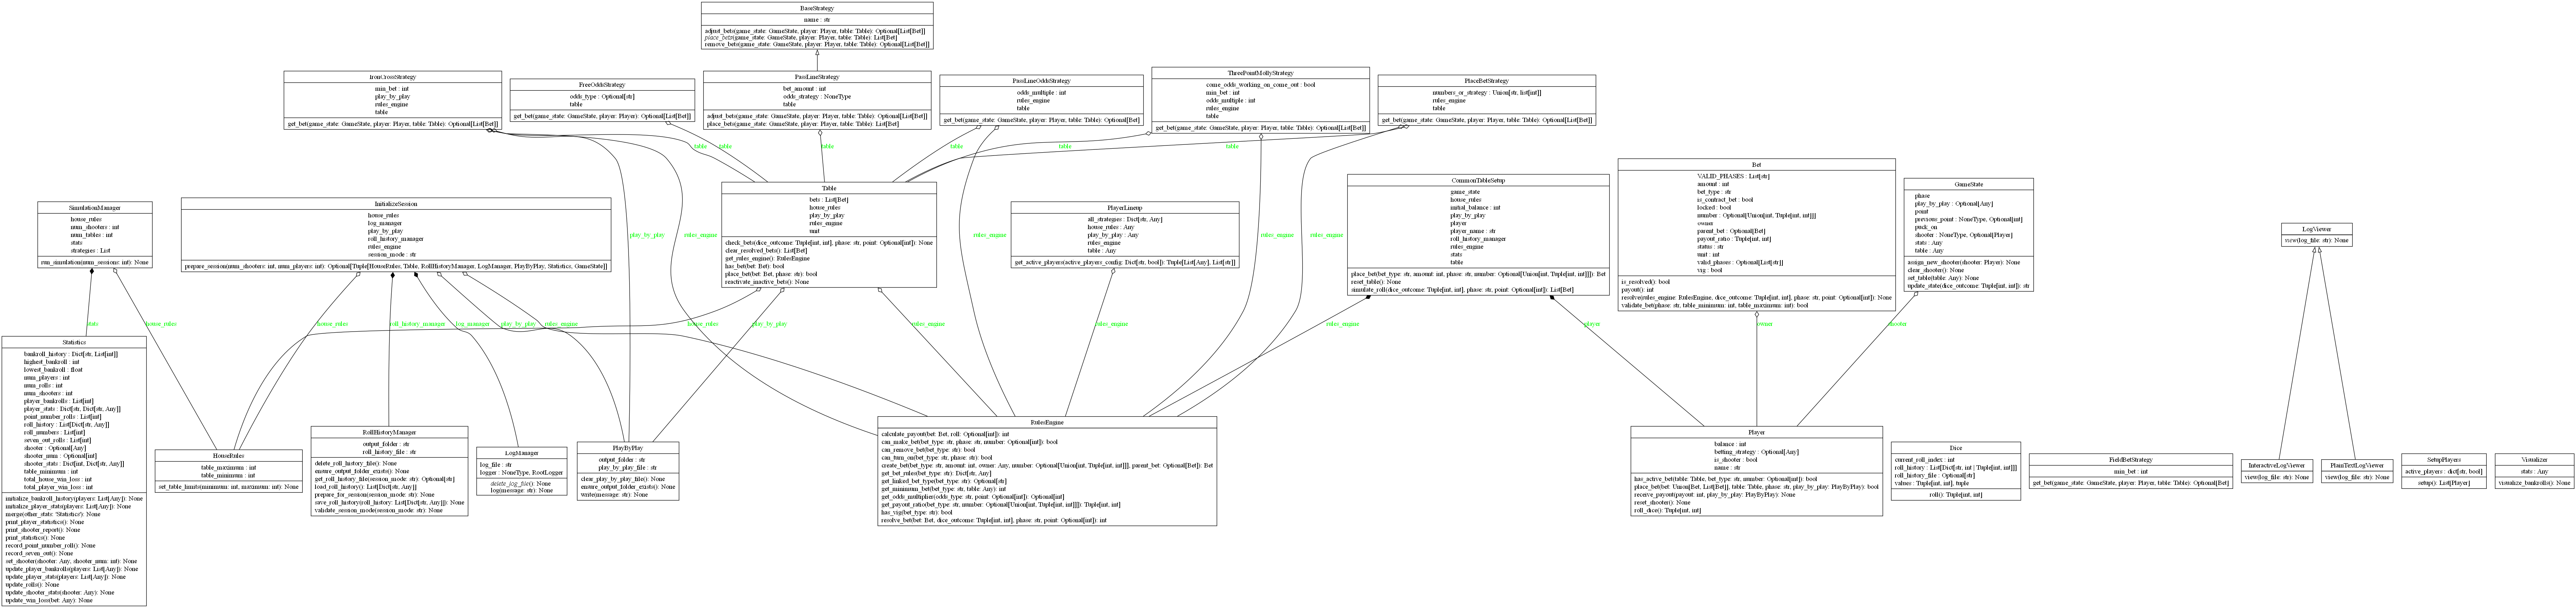 BaseStrategy
name : str
adjust_bets(game_state: GameState, player: Player, table: Table): Optional[List[Bet]]
place_bets(game_state: GameState, player: Player, table: Table): List[Bet]
remove_bets(game_state: GameState, player: Player, table: Table): Optional[List[Bet]]
IronCrossStrategy
min_bet : int
play_by_play
rules_engine
table
get_bet(game_state: GameState, player: Player, table: Table): Optional[List[Bet]]
FreeOddsStrategy
odds_type : Optional[str]
table
get_bet(game_state: GameState, player: Player): Optional[List[Bet]]
PassLineStrategy
bet_amount : int
odds_strategy : NoneType
table
adjust_bets(game_state: GameState, player: Player, table: Table): Optional[List[Bet]]
place_bets(game_state: GameState, player: Player, table: Table): List[Bet]
PassLineOddsStrategy
odds_multiple : int
rules_engine
table
get_bet(game_state: GameState, player: Player, table: Table): Optional[Bet]
ThreePointMollyStrategy
come_odds_working_on_come_out : bool
min_bet : int
odds_multiple : int
rules_engine
table
get_bet(game_state: GameState, player: Player, table: Table): Optional[List[Bet]]
PlaceBetStrategy
numbers_or_strategy : Union[str, list[int]]
rules_engine
table
get_bet(game_state: GameState, player: Player, table: Table): Optional[List[Bet]]
table
table
table
table
table
table
SimulationManager
house_rules
num_shooters : int
num_tables : int
stats
strategies : List
run_simulation(num_sessions: int): None
InitializeSession
house_rules
log_manager
play_by_play
roll_history_manager
rules_engine
session_mode : str
prepare_session(num_shooters: int, num_players: int): Optional[Tuple[HouseRules, Table, RollHistoryManager, LogManager, PlayByPlay, Statistics, GameState]]
play_by_play
rules_engine
Table
bets : List[Bet]
house_rules
play_by_play
rules_engine
unit
check_bets(dice_outcome: Tuple[int, int], phase: str, point: Optional[int]): None
clear_resolved_bets(): List[Bet]
get_rules_engine(): RulesEngine
has_bet(bet: Bet): bool
place_bet(bet: Bet, phase: str): bool
reactivate_inactive_bets(): None
rules_engine
PlayerLineup
all_strategies : Dict[str, Any]
house_rules : Any
play_by_play : Any
rules_engine
table : Any
get_active_players(active_players_config: Dict[str, bool]): Tuple[List[Any], List[str]]
rules_engine
rules_engine
CommonTableSetup
game_state
house_rules
initial_balance : int
play_by_play
player
player_name : str
roll_history_manager
rules_engine
stats
table
place_bet(bet_type: str, amount: int, phase: str, number: Optional[Union[int, Tuple[int, int]]]): Bet
reset_table(): None
simulate_roll(dice_outcome: Tuple[int, int], phase: str, point: Optional[int]): List[Bet]
Bet
VALID_PHASES : List[str]
amount : int
bet_type : str
is_contract_bet : bool
locked : bool
number : Optional[Union[int, Tuple[int, int]]]
owner
parent_bet : Optional[Bet]
payout_ratio : Tuple[int, int]
status : str
unit : int
valid_phases : Optional[List[str]]
vig : bool
is_resolved(): bool
payout(): int
resolve(rules_engine: RulesEngine, dice_outcome: Tuple[int, int], phase: str, point: Optional[int]): None
validate_bet(phase: str, table_minimum: int, table_maximum: int): bool
GameState
phase
play_by_play : Optional[Any]
point
previous_point : NoneType, Optional[int]
puck_on
shooter : NoneType, Optional[Player]
stats : Any
table : Any
assign_new_shooter(shooter: Player): None
clear_shooter(): None
set_table(table: Any): None
update_state(dice_outcome: Tuple[int, int]): str
LogViewer
view(log_file: str): None
stats
house_rules
house_rules
roll_history_manager
log_manager
play_by_play
rules_engine
house_rules
play_by_play
rules_engine
rules_engine
rules_engine
player
owner
shooter
Statistics
bankroll_history : Dict[str, List[int]]
highest_bankroll : int
lowest_bankroll : float
num_players : int
num_rolls : int
num_shooters : int
player_bankrolls : List[int]
player_stats : Dict[str, Dict[str, Any]]
point_number_rolls : List[int]
roll_history : List[Dict[str, Any]]
roll_numbers : List[int]
seven_out_rolls : List[int]
shooter : Optional[Any]
shooter_num : Optional[int]
shooter_stats : Dict[int, Dict[str, Any]]
table_minimum : int
total_house_win_loss : int
total_player_win_loss : int
initialize_bankroll_history(players: List[Any]): None
initialize_player_stats(players: List[Any]): None
merge(other_stats: 'Statistics'): None
print_player_statistics(): None
print_shooter_report(): None
print_statistics(): None
record_point_number_roll(): None
record_seven_out(): None
set_shooter(shooter: Any, shooter_num: int): None
update_player_bankrolls(players: List[Any]): None
update_player_stats(players: List[Any]): None
update_rolls(): None
update_shooter_stats(shooter: Any): None
update_win_loss(bet: Any): None
HouseRules
table_maximum : int
table_minimum : int
set_table_limits(minimum: int, maximum: int): None
RollHistoryManager
output_folder : str
roll_history_file : str
delete_roll_history_file(): None
ensure_output_folder_exists(): None
get_roll_history_file(session_mode: str): Optional[str]
load_roll_history(): List[Dict[str, Any]]
prepare_for_session(session_mode: str): None
save_roll_history(roll_history: List[Dict[str, Any]]): None
validate_session_mode(session_mode: str): None
LogManager
log_file : str
logger : NoneType, RootLogger
delete_log_file(): None
log(message: str): None
PlayByPlay
output_folder : str
play_by_play_file : str
clear_play_by_play_file(): None
ensure_output_folder_exists(): None
write(message: str): None
RulesEngine
calculate_payout(bet: Bet, roll: Optional[int]): int
can_make_bet(bet_type: str, phase: str, number: Optional[int]): bool
can_remove_bet(bet_type: str): bool
can_turn_on(bet_type: str, phase: str): bool
create_bet(bet_type: str, amount: int, owner: Any, number: Optional[Union[int, Tuple[int, int]]], parent_bet: Optional[Bet]): Bet
get_bet_rules(bet_type: str): Dict[str, Any]
get_linked_bet_type(bet_type: str): Optional[str]
get_minimum_bet(bet_type: str, table: Any): int
get_odds_multiplier(odds_type: str, point: Optional[int]): Optional[int]
get_payout_ratio(bet_type: str, number: Optional[Union[int, Tuple[int, int]]]): Tuple[int, int]
has_vig(bet_type: str): bool
resolve_bet(bet: Bet, dice_outcome: Tuple[int, int], phase: str, point: Optional[int]): int
Player
balance : int
betting_strategy : Optional[Any]
is_shooter : bool
name : str
has_active_bet(table: Table, bet_type: str, number: Optional[int]): bool
place_bet(bet: Union[Bet, List[Bet]], table: Table, phase: str, play_by_play: PlayByPlay): bool
receive_payout(payout: int, play_by_play: PlayByPlay): None
reset_shooter(): None
roll_dice(): Tuple[int, int]
Dice
current_roll_index : int
roll_history : List[Dict[str, int | Tuple[int, int]]]
roll_history_file : Optional[str]
values : Tuple[int, int], tuple
roll(): Tuple[int, int]
FieldBetStrategy
min_bet : int
get_bet(game_state: GameState, player: Player, table: Table): Optional[Bet]
InteractiveLogViewer
view(log_file: str): None
PlainTextLogViewer
view(log_file: str): None
SetupPlayers
active_players : dict[str, bool]
setup(): List[Player]
Visualizer
stats : Any
visualize_bankrolls(): None